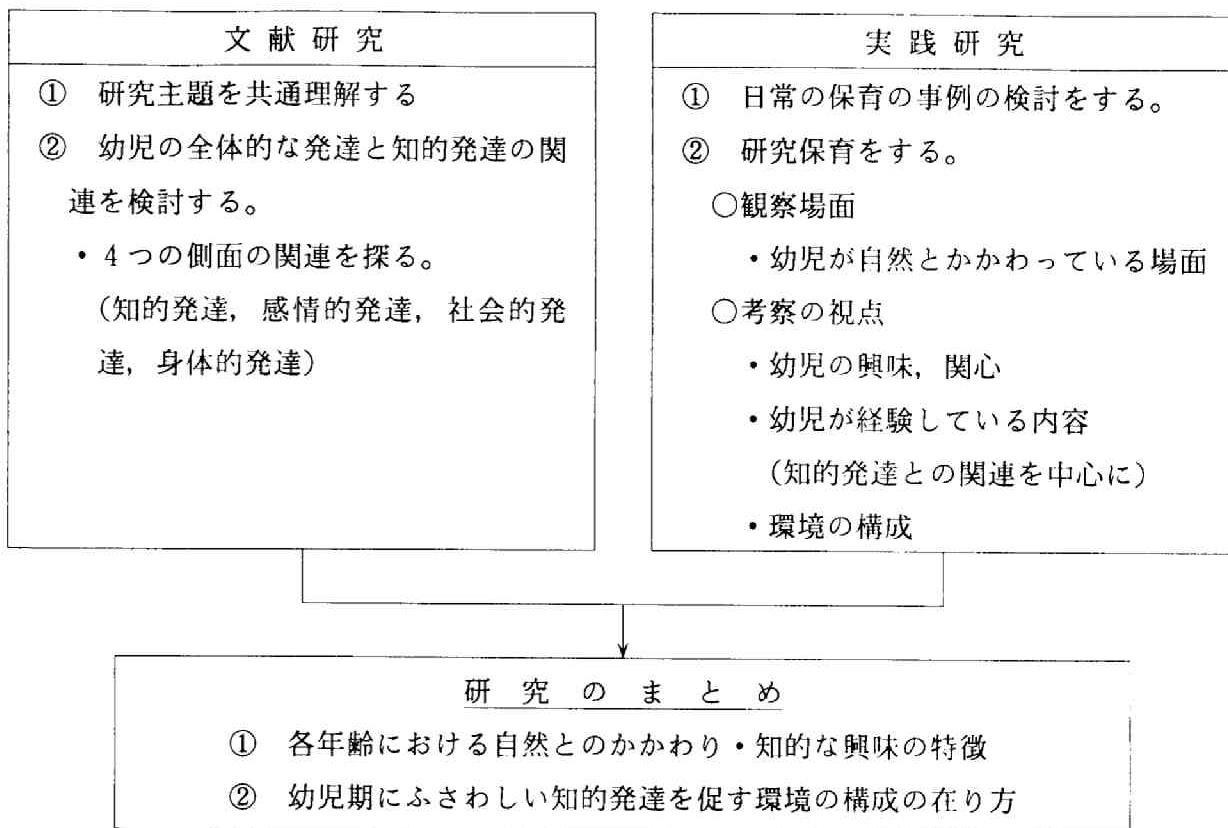 文献研究
① 研究主題を共通理解する
② 幼児の全体的な発達と知的発達の関
連を検討する。
・4つの側面の関連を探る。
(知的発達，感情的発達，社会的発
達，身体的発達)
実践研究
① 日常の保育の事例の検討をする。
② 研究保育をする。
○観察場面
・幼児が自然とかかわっている場面
○考察の視点
・幼児の興味，関心
・幼児が経験している内容
(知的発達との関連を中心に)
・環境の構成
研究のまとめ
① 各年齢における自然とのかかわり・知的な興味の特徴
② 幼児期にふさわしい知的発達を促す環境の構成の在り方